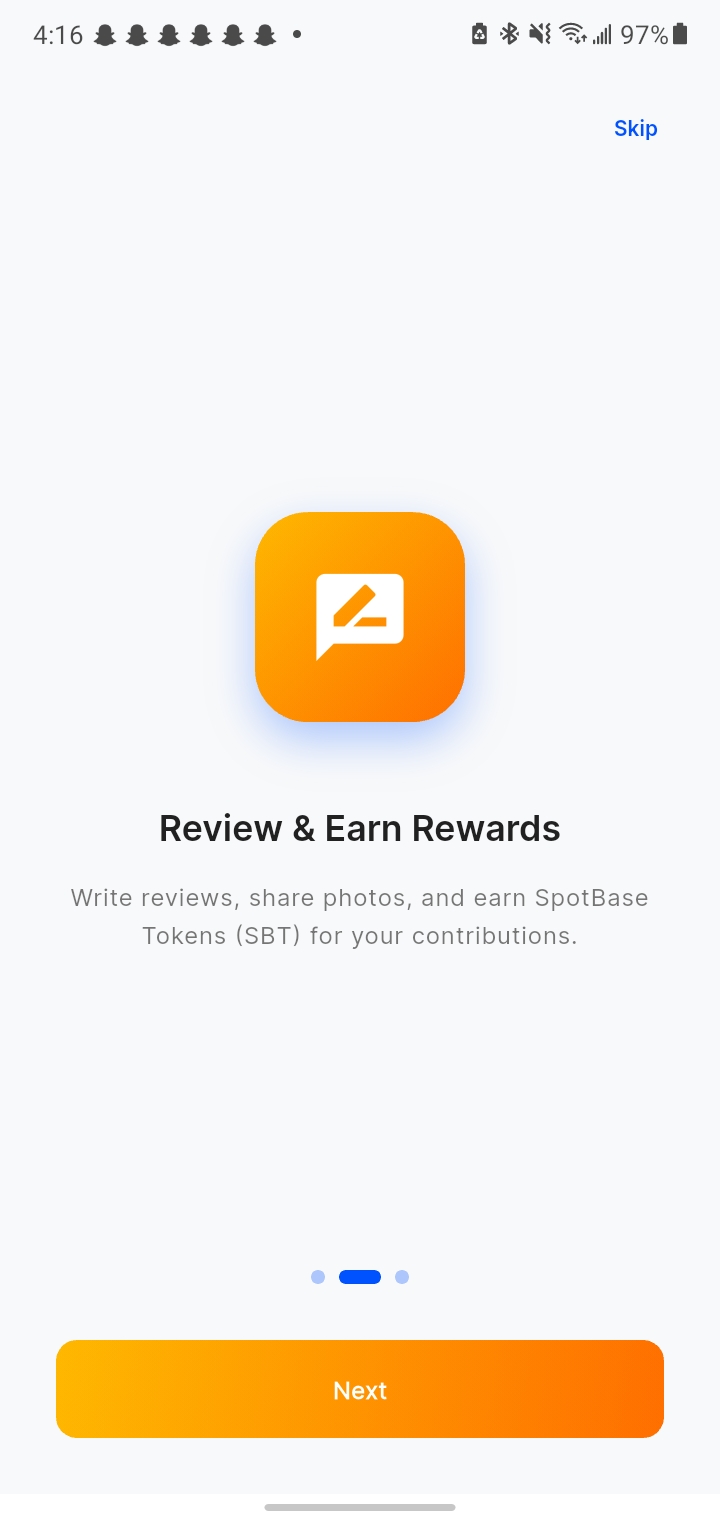 4:16
97%
Skip
Review & Earn Rewards
Write reviews, share photos, and earn SpotBase
Tokens (SBT) for your contributions.
Next